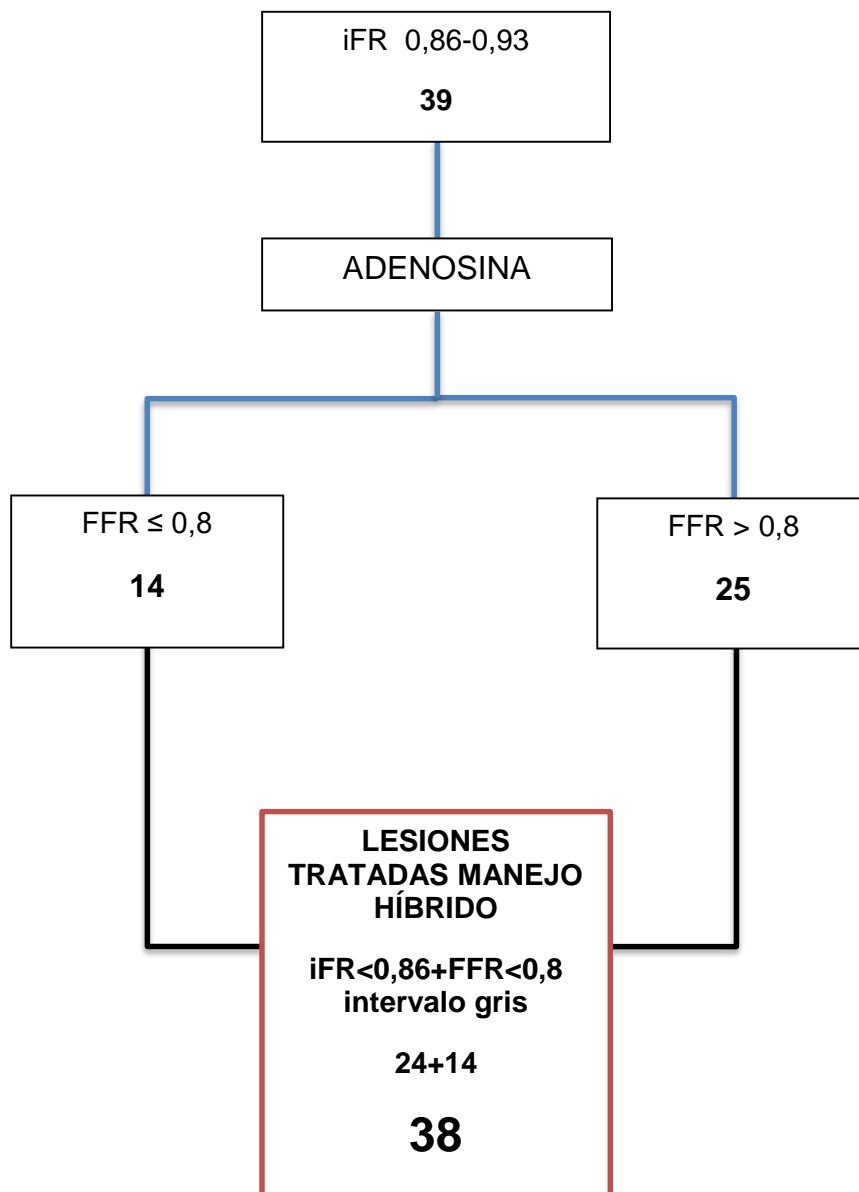 iFR 0,86-0,93
39
ADENOSINA
FFR ≤ 0,8
14
FFR > 0,8
25
LESIONES
TRATADAS MANEJO
HÍBRIDO
iFR<0,86+FFR<0,8
intervalo gris
24+14
38